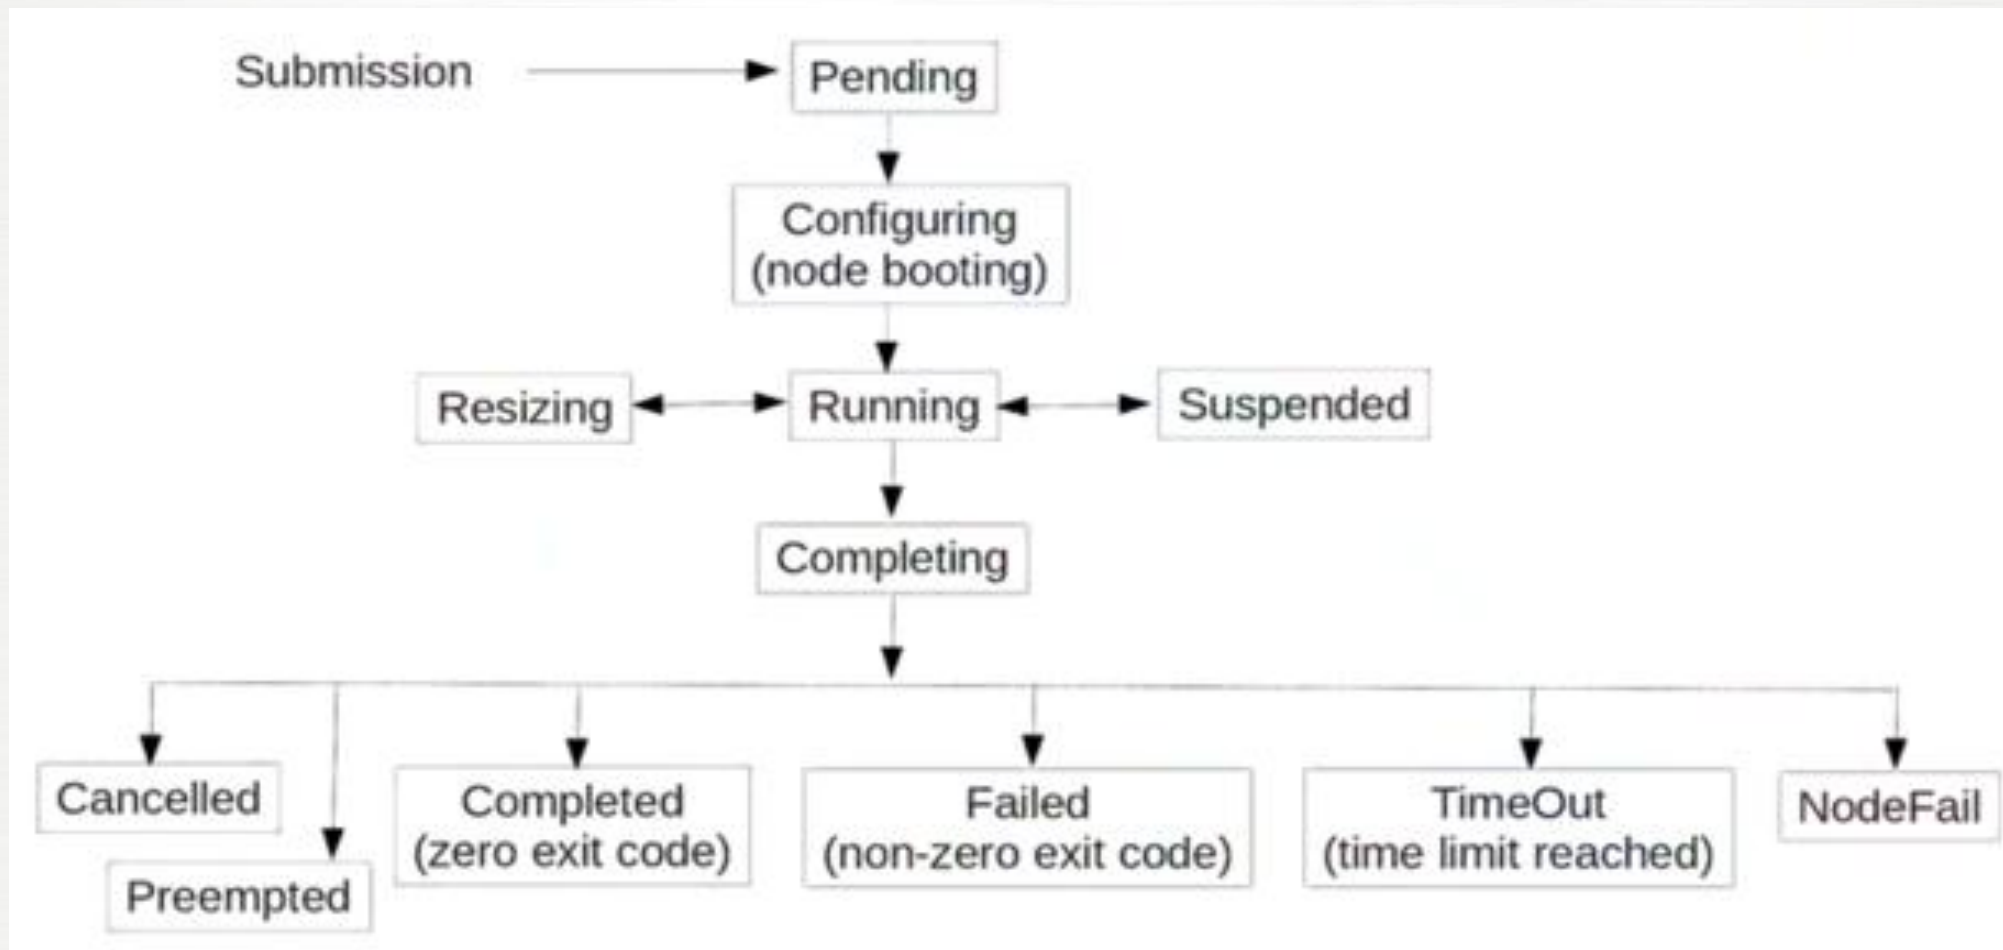 Submission
Pending
Configuring
(node booting)
Resizing
Running
Suspended
Completing
Cancelled
Preempted
Completed
(zero exit code)
Failed
(non-zero exit code)
TimeOut
(time limit reached)
NodeFail